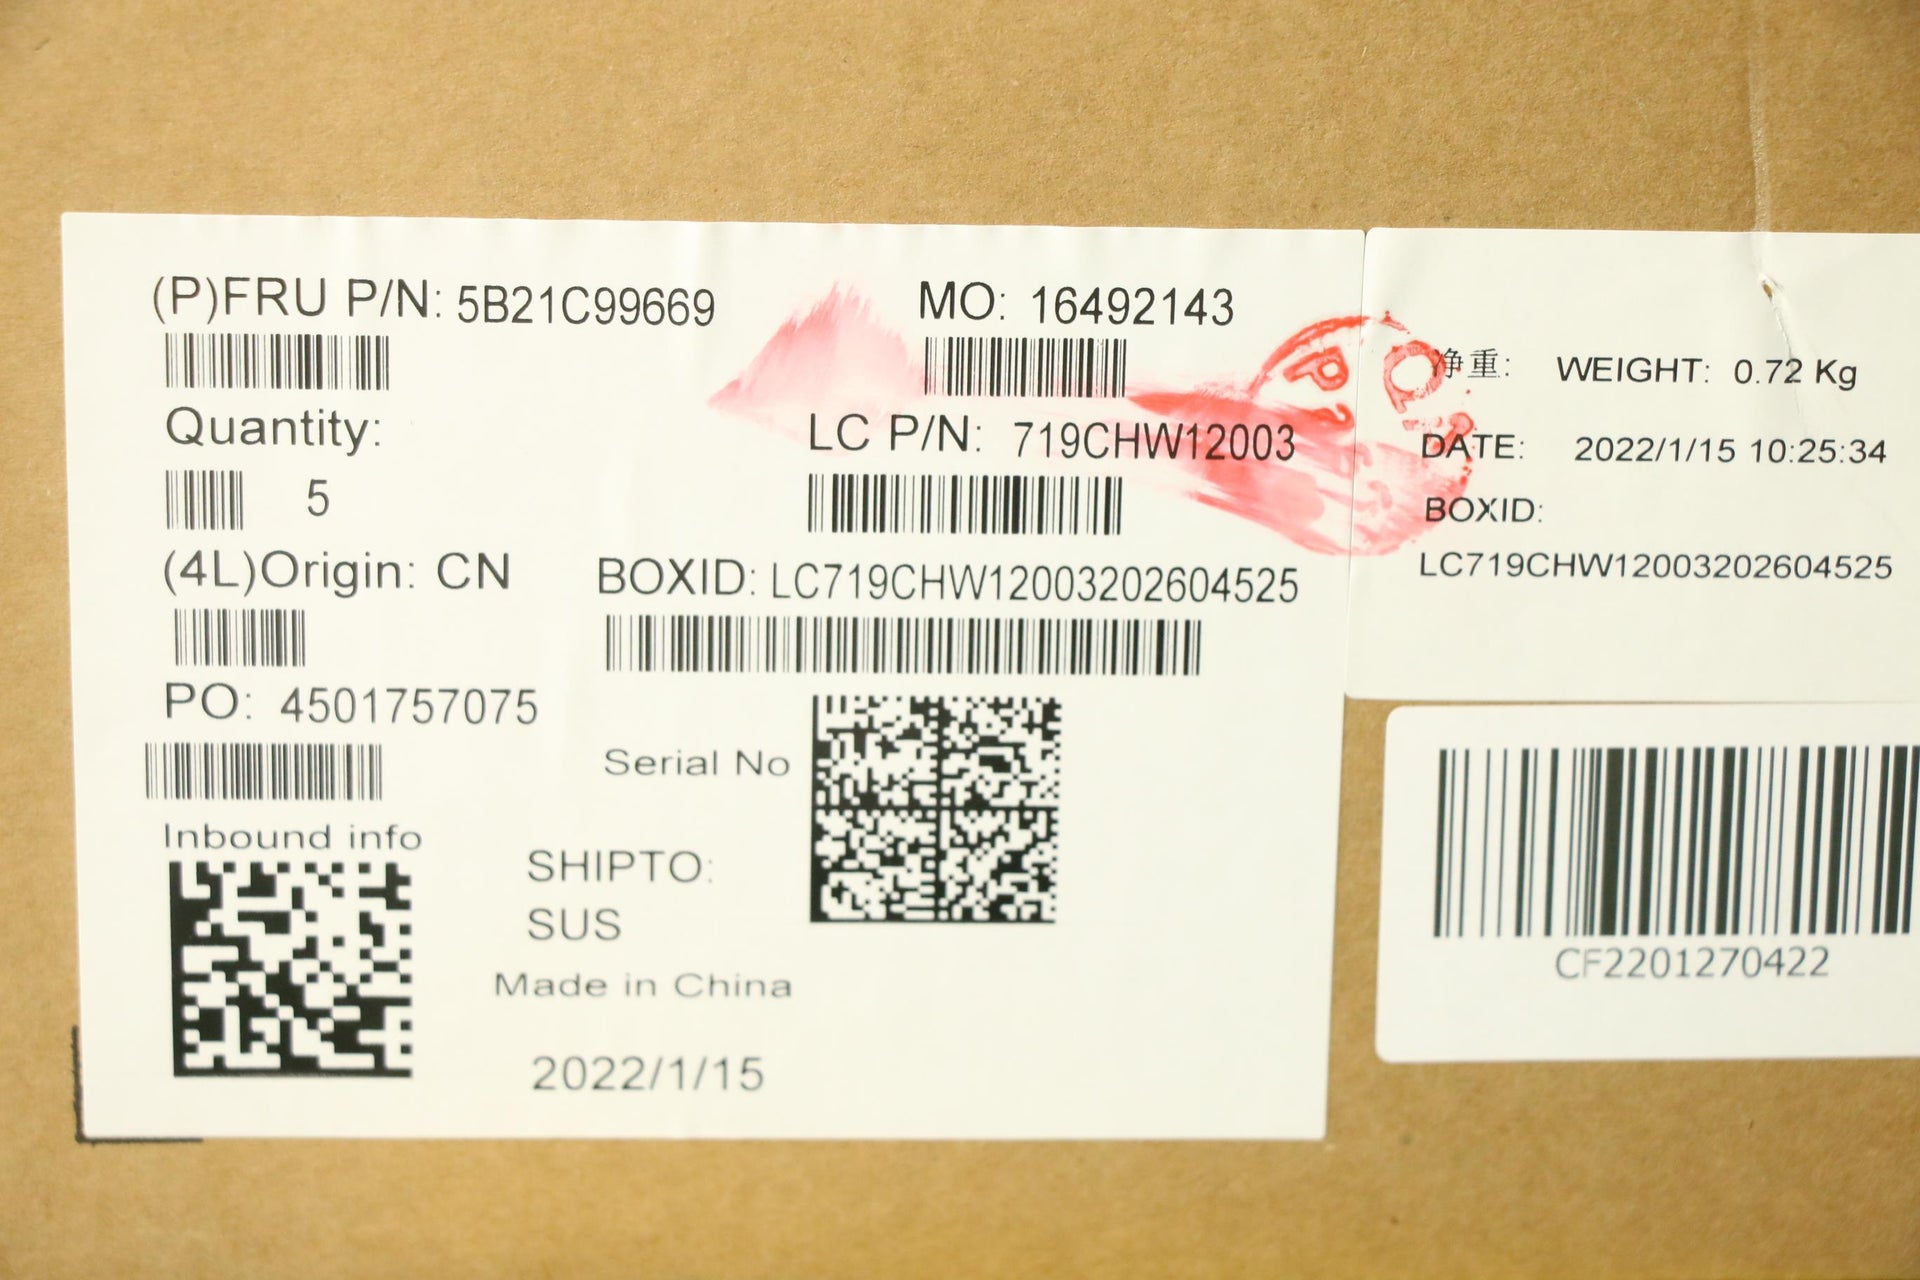 (P)FRU P/N: 5B21C99669
MO: 16492143
Quantity:
5
LC P/N: 719CHW12003
(4L)Origin: CN
BOXID: LC719CHW12003202604525
PO: 4501757075
Serial No
Inbound info
SHIPTO:
SUS
Made in China
2022/1/15
净重: WEIGHT: 0.72 Kg
DATE: 2022/1/15 10:25:34
BOXID:
LC719CHW12003202604525
CF2201270422